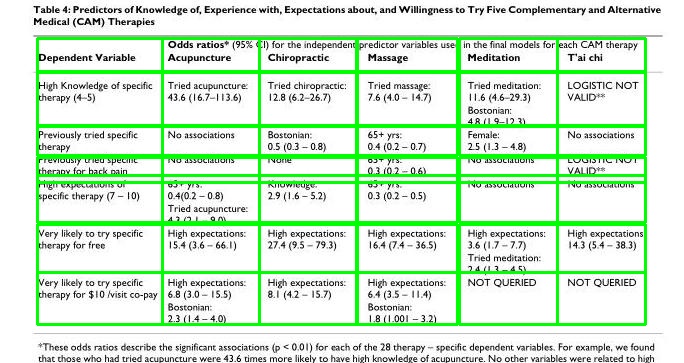 Table 4: Predictors of Knowledge of, Experience with, Expectations about, and Willingness to Try Five Complementary and Alternative
Medical (CAM) Therapies
Odds ratios* (95% CI) for the independent predictor variables used in the final models for each CAM therapy
Dependent Variable Acupuncture Chiropractic Massage Meditation T'ai chi
High Knowledge of specific Tried acupuncture: Tried chiropractic: Tried massage: Tried meditation: LOGISTIC NOT
therapy (4–5) 43.6 (16.7–113.6) 12.8 (6.2–26.7) 7.6 (4.0 – 14.7) 11.6 (4.6–29.3) VALID**
Bostonian:
4.8 (1.9–12.3)
Previously tried specific No associations Bostonian: 65+ yrs: Female: No associations
therapy 0.5 (0.3 – 0.8) 0.4 (0.2 – 0.7) 2.5 (1.3 – 4.8)
Previously tried specific No associations None 65+ yrs: No associations LOGISTIC NOT
therapy for back pain 0.3 (0.2 – 0.6) VALID**
High expectations of 65+ yrs: Knowledge: 65+ yrs: No associations No associations
specific therapy (7 – 10) 0.4(0.2 – 0.8) 2.9 (1.6 – 5.2) 0.3 (0.2 – 0.5)
Tried acupuncture:
4.3 (2.1 – 9.0)
Very likely to try specific High expectations: High expectations: High expectations: High expectations: High expectations
therapy for free 15.4 (3.6 – 66.1) 27.4 (9.5 – 79.3) 16.4 (7.4 – 36.5) 3.6 (1.7 – 7.7) 14.3 (5.4 – 38.3)
Tried meditation:
2.4 (1.3 – 4.5)
Very likely to try specific High expectations: High expectations: High expectations: NOT QUERIED NOT QUERIED
therapy for $10 /visit co-pay 6.8 (3.0 – 15.5) 8.1 (4.2 – 15.7) 6.4 (3.5 – 11.4)
Bostonian: Bostonian:
2.3 (1.4 – 4.0) 1.8 (1.001 – 3.2)
*These odds ratios describe the significant associations (p < 0.01) for each of the 28 therapy – specific dependent variables. For example, we found
that those who had tried acupuncture were 43.6 times more likely to have high knowledge of acupuncture. No other variables were related to high